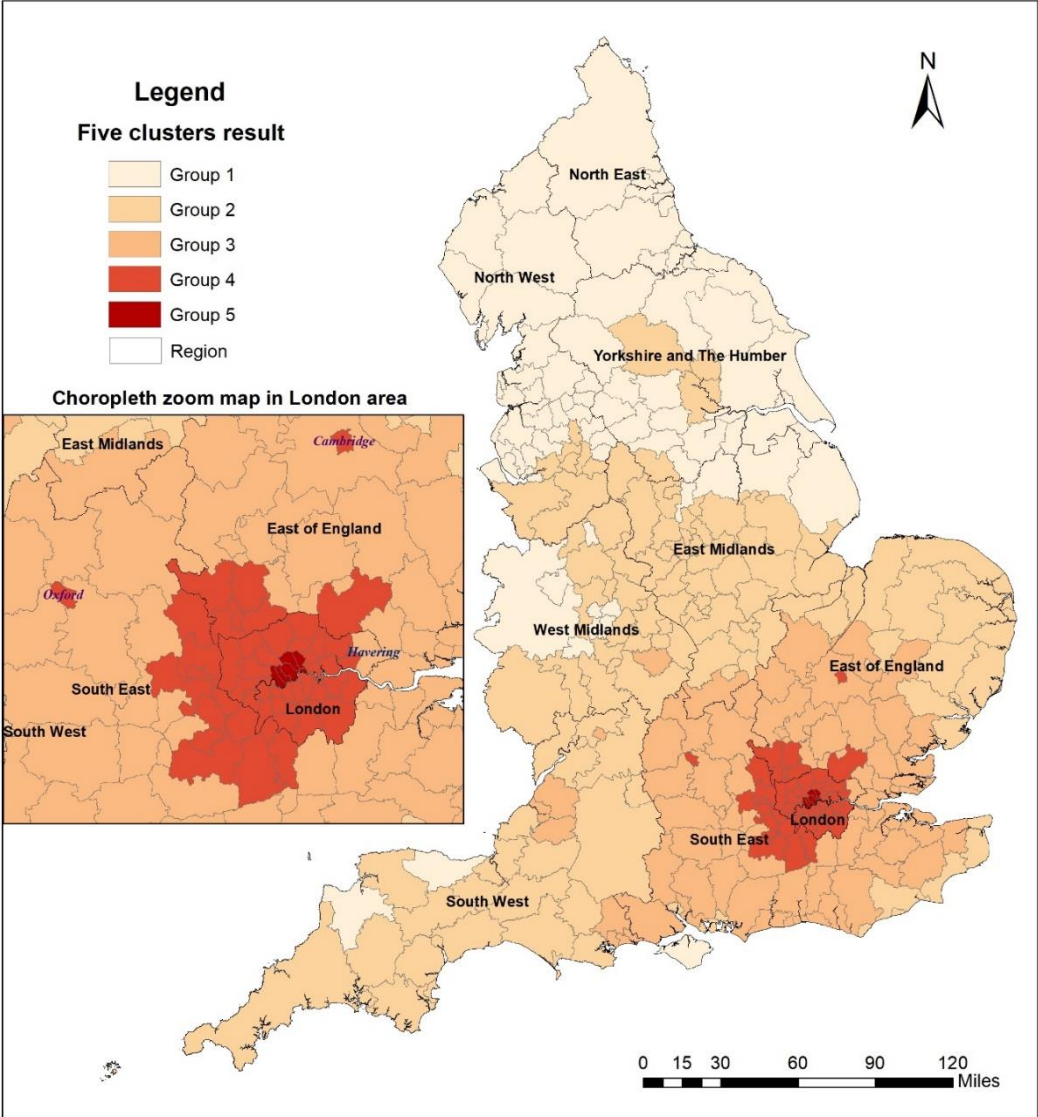 Legend
Five clusters result
Group 1
Group 2
Group 3
Group 4
Group 5
Region
N
North East
North West
Yorkshire and The Humber
East Midlands
West Midlands
East of England
London
South East
South West
Choropleth zoom map in London area
East Midlands
Cambridge
East of England
Oxford
Havering
South East
London
South West
0 15 30 60 90 120
Miles